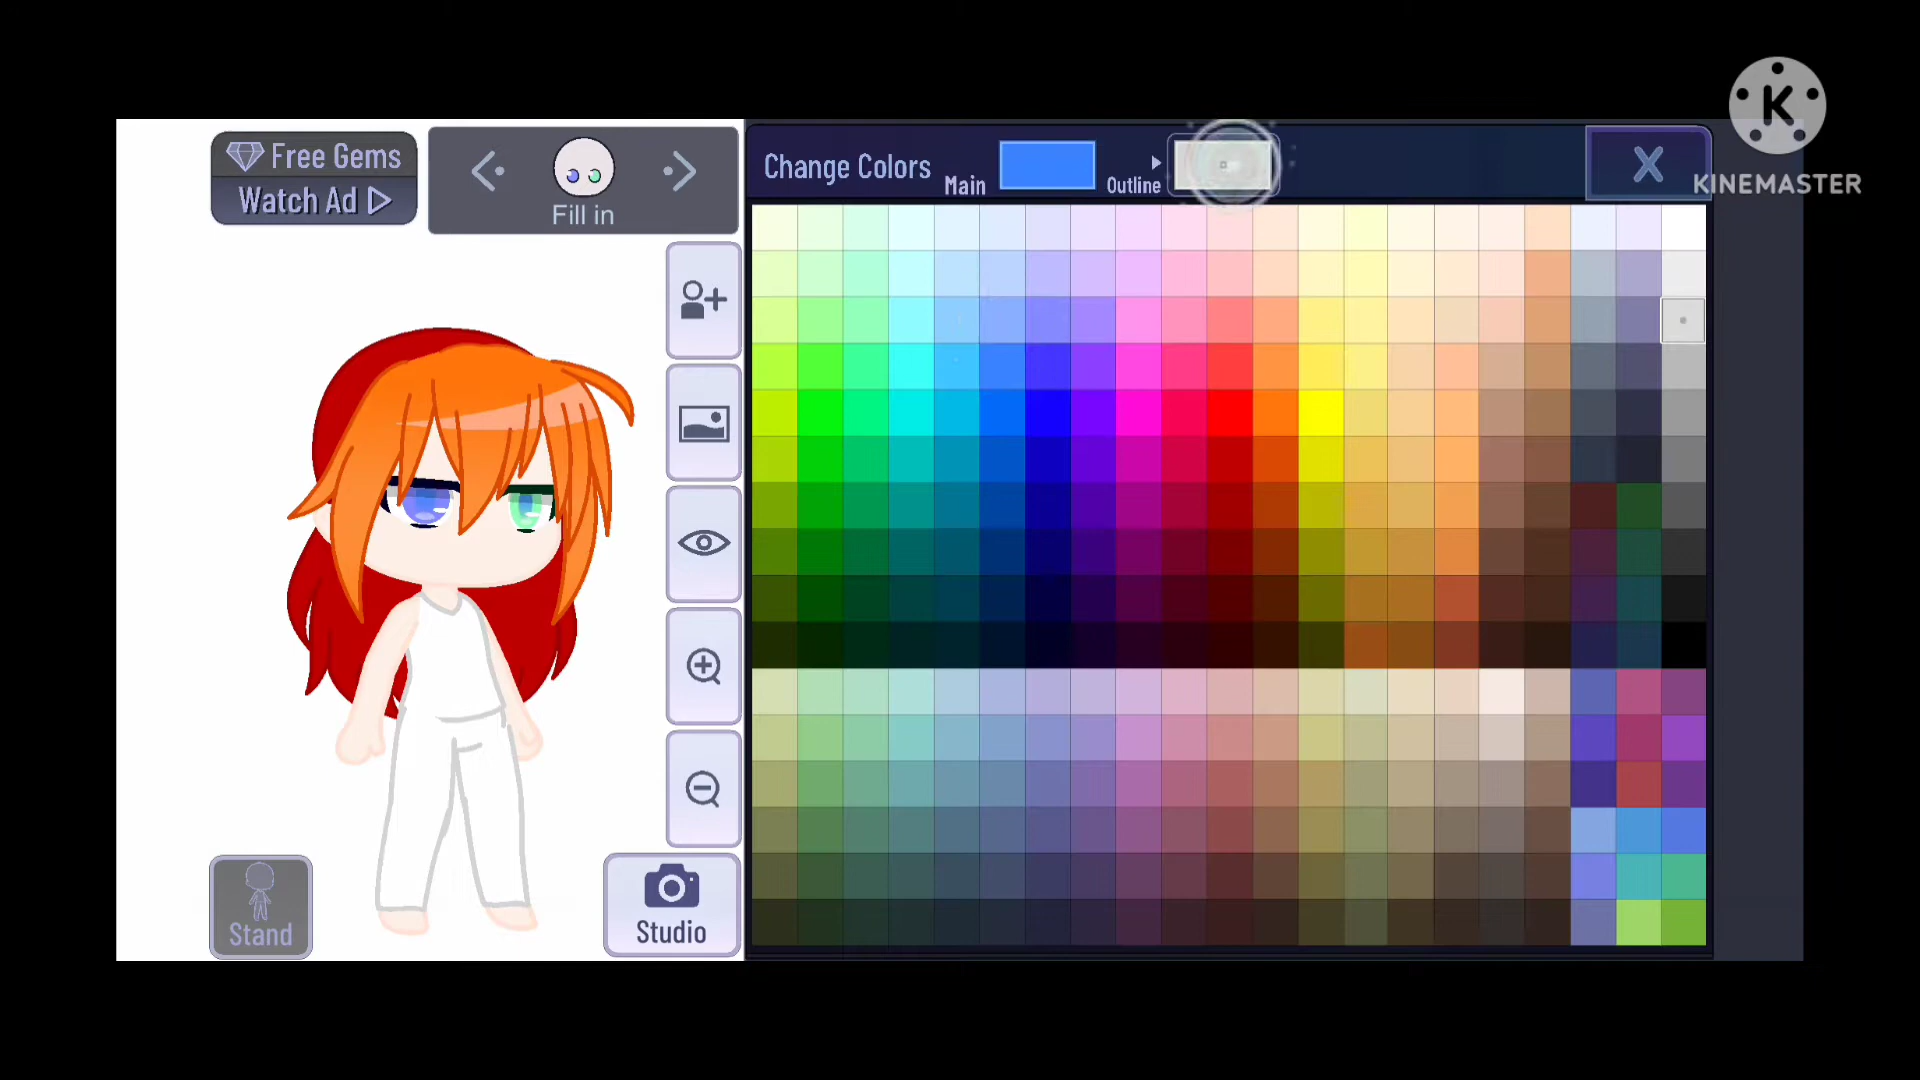 Free Gems
Watch Ad
Fill in
Change Colors
Main
Outline
X
K
KINEMASTER
Stand
Studio